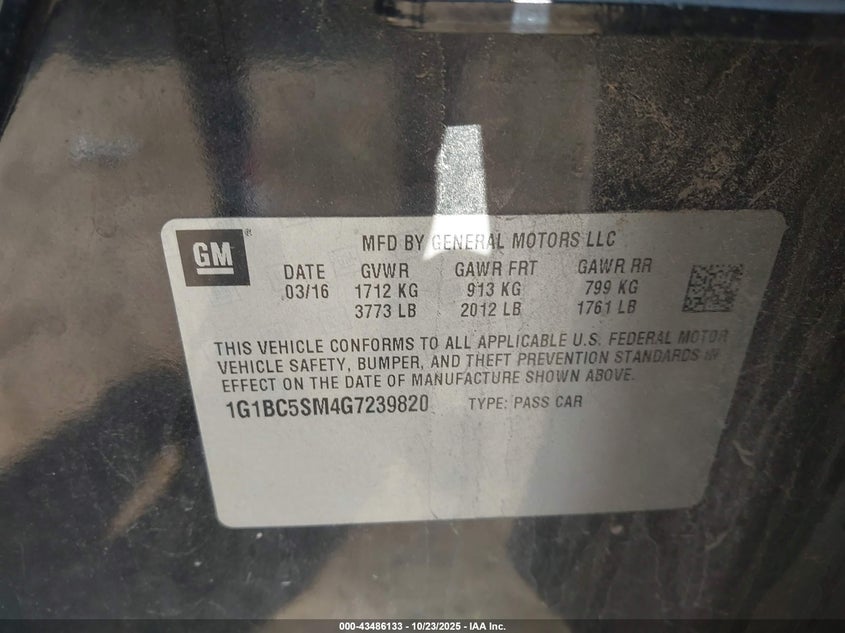 GM
MFD BY GENERAL MOTORS LLC
DATE GVWR GAWR FRT GAWR RR
03/16 1712 KG 913 KG 799 KG
3773 LB 2012 LB 1761 LB
THIS VEHICLE CONFORMS TO ALL APPLICABLE U.S. FEDERAL MOTOR
VEHICLE SAFETY, BUMPER, AND THEFT PREVENTION STANDARDS IN
EFFECT ON THE DATE OF MANUFACTURE SHOWN ABOVE.
1G1BC5SM4G7239820 TYPE: PASS CAR
000-43486133 - 10/23/2025 - IAA Inc.